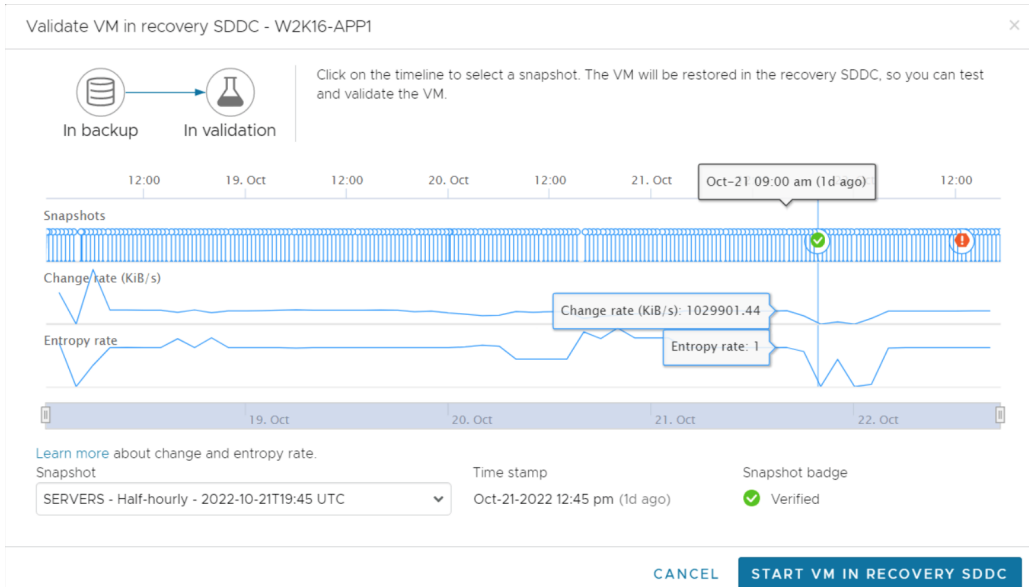 Validate VM in recovery SDDC - W2K16-APP1
In backup
In validation
Click on the timeline to select a snapshot. The VM will be restored in the recovery SDDC, so you can test
and validate the VM.
12:00
19. Oct
12:00
20. Oct
12:00
21. Oct
Oct-21 09:00 am (1d ago)
12:00
Snapshots
Change rate (KiB/s)
Change rate (KiB/s): 1029901.44
Entropy rate
Entropy rate: 1
19. Oct
20. Oct
21. Oct
22. Oct
Learn more about change and entropy rate.
Snapshot
Time stamp
Snapshot badge
SERVERS - Half-hourly - 2022-10-21T19:45 UTC
Oct-21-2022 12:45 pm (1d ago)
Verified
CANCEL
START VM IN RECOVERY SDDC